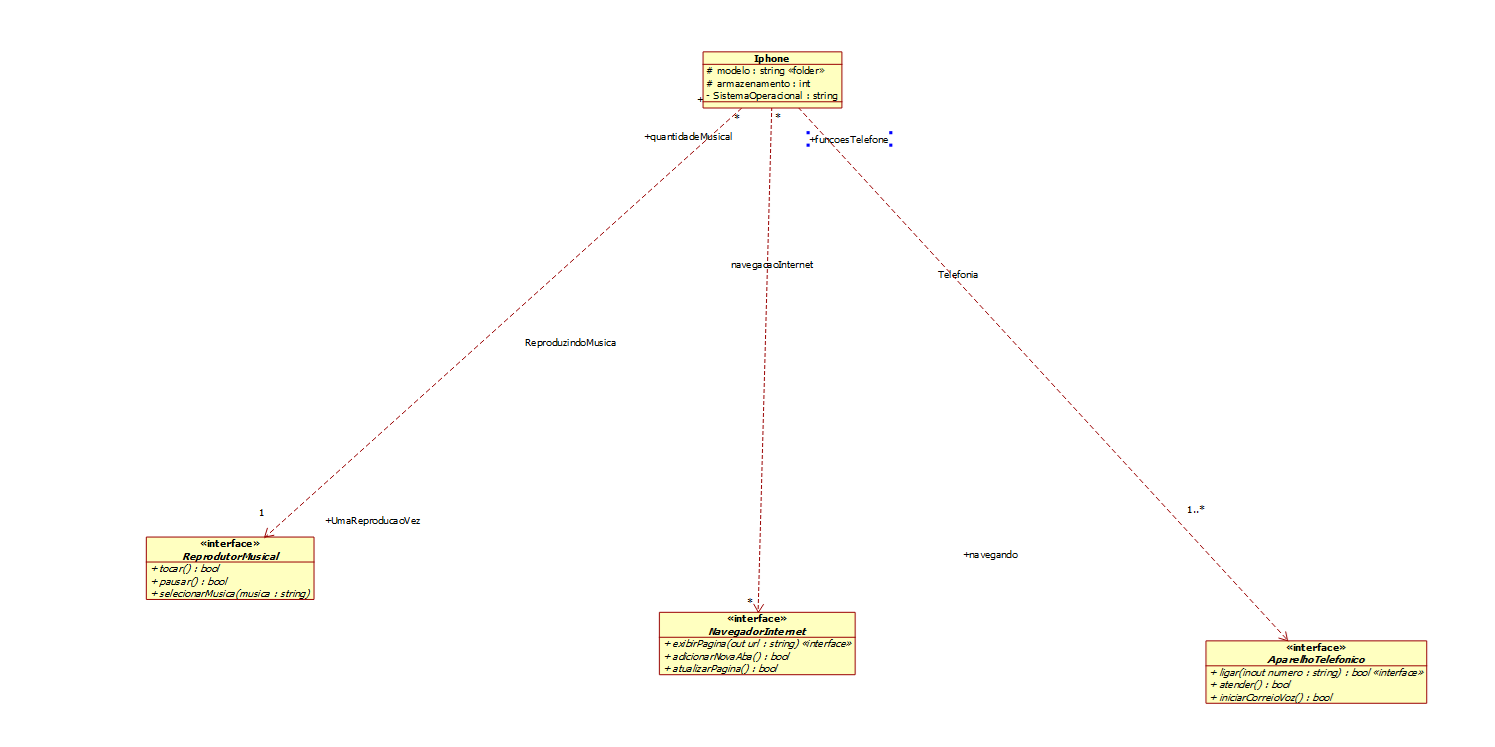 Iphone
# modelo : string «folder»
# armazenamento : int
- SistemaOperacional : string
+
*
*
+quantidadeMusical
+funcoesTelefone
navegacaoInternet
Telefonia
ReproduzindoMusica
1
+UmaReproducaoVez
1..*
«interface»
ReprodutorMusical
+ tocar() : bool
+ pausar() : bool
+ selecionarMusica(musica : string)
+navegando
*
«interface»
NavegadorInternet
+ exibirPagina(out url : string) «interface»
+ adicionarNovaAba() : bool
+ atualizarPagina() : bool
«interface»
AparelhoTelefonico
+ ligar(inout numero : string) : bool «interface»
+ atender() : bool
+ iniciarCorreioVoz() : bool